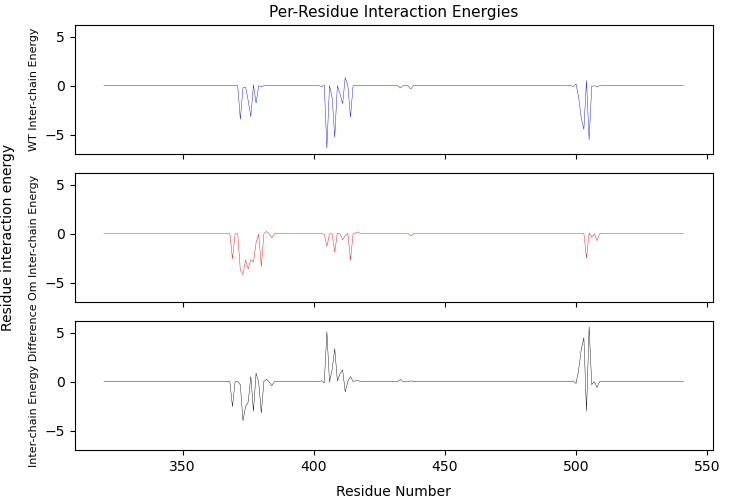 Per-Residue Interaction Energies
Residue interaction energy
WT Inter-chain Energy
5
0
−5
Om Inter-chain Energy
5
0
−5
Inter-chain Energy Difference
5
0
−5
350
400
450
500
550
Residue Number